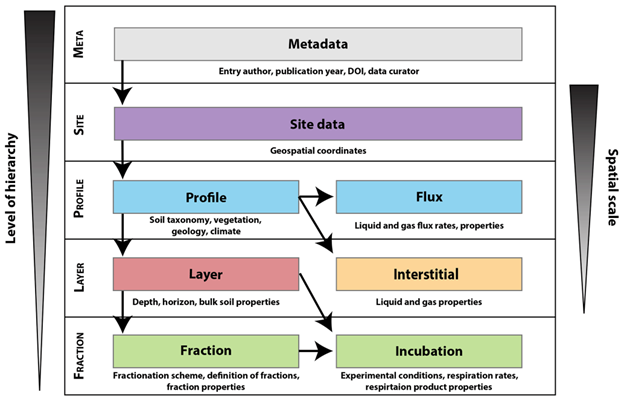 META
Metadata
Entry author, publication year, DOI, data curator
SITE
Site data
Geospatial coordinates
PROFILE
Profile
Flux
Soil taxonomy, vegetation,
geology, climate
Liquid and gas flux rates, properties
LAYER
Layer
Interstitial
Depth, horizon, bulk soil properties
Liquid and gas properties
FRACTION
Fraction
Incubation
Fractionation scheme, definition of fractions,
fraction properties
Experimental conditions, respiration rates,
respirtaion product properties
Level of hierarchy
Spatial scale